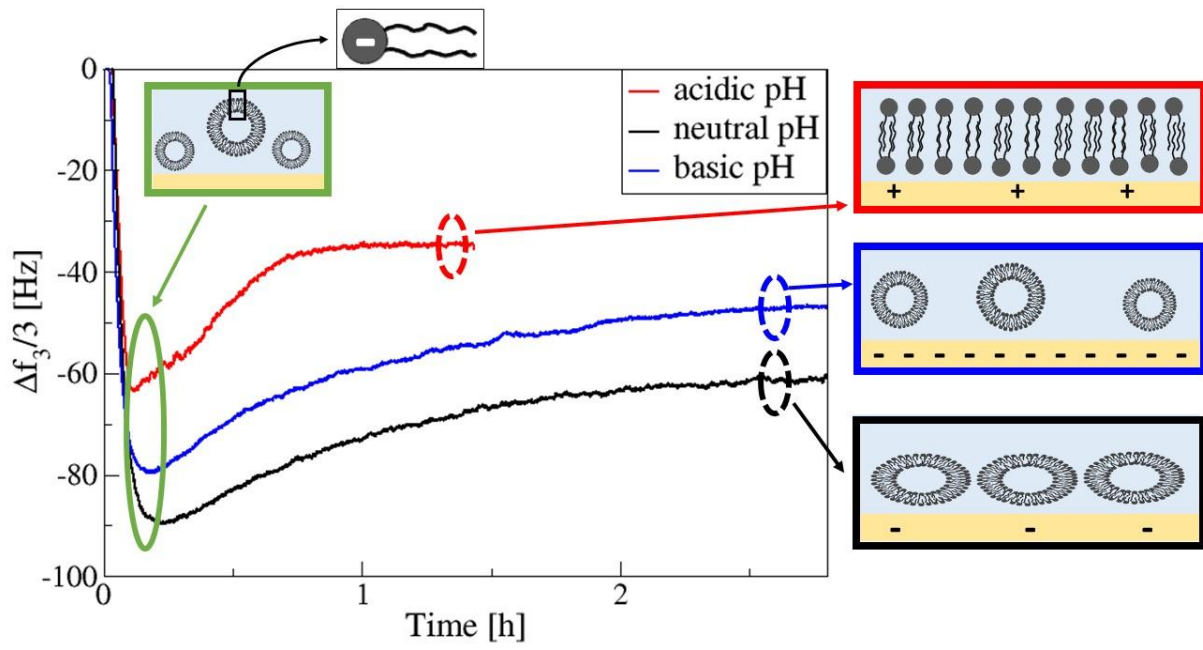 -
0
-20
-40
-60
-80
-100
Δf₃/3 [Hz]
0
1
2
Time [h]
acidic pH
neutral pH
basic pH
+ + +
- - - - - - - - - - -
- - -